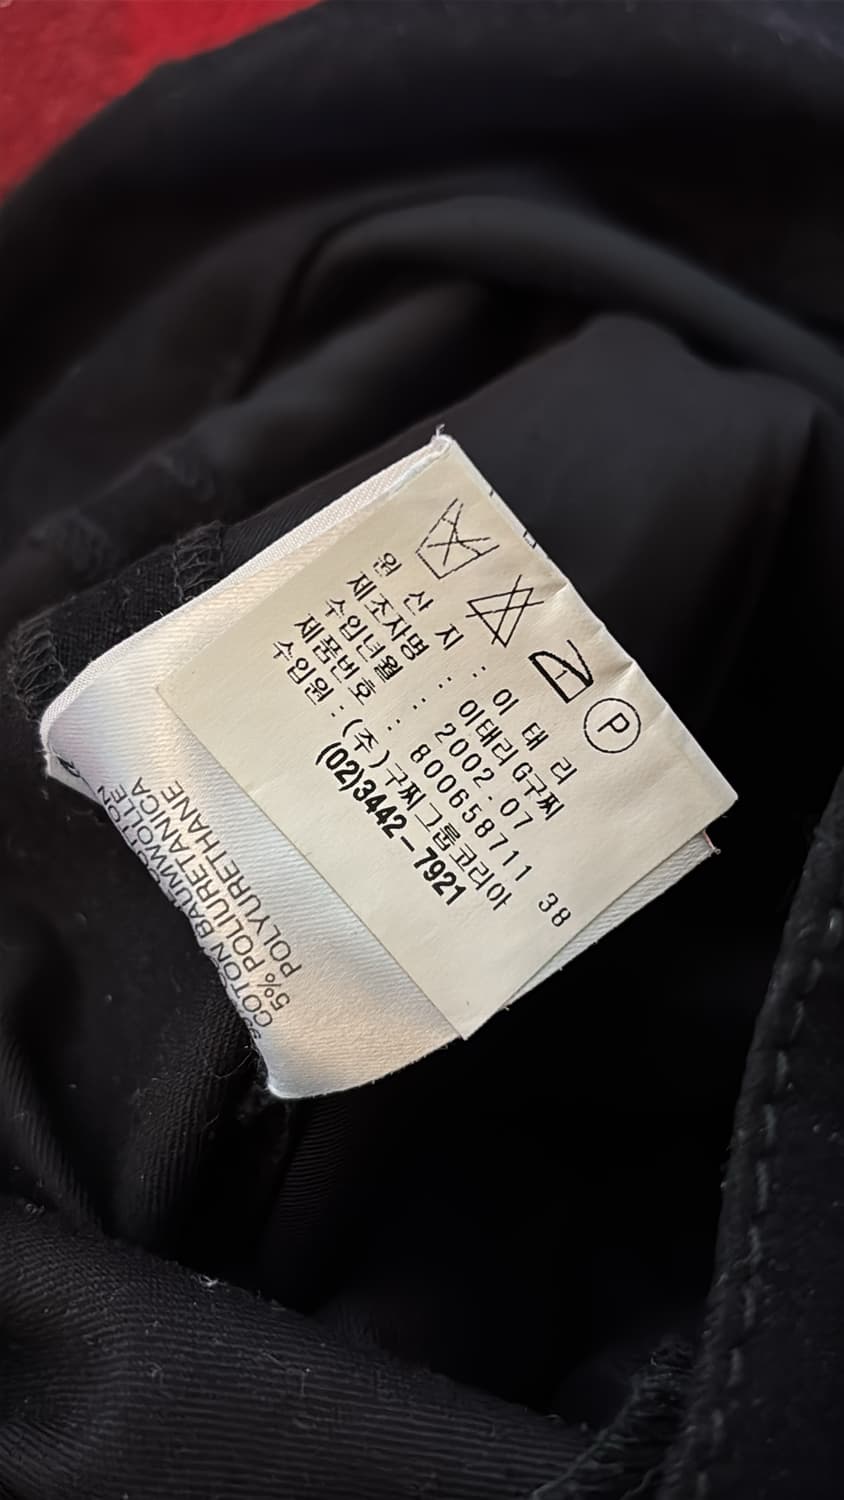 P
원 산 지 : 이 태 리
제조자명 : 이태리 G구찌
수입년월 : 2002-07
제품번호 : 800658711 38
수입원 : (주)구찌그룹코리아
(02)3442-7921
COTTON
COTON BAUMWOLLE
5% POLIURETANICA
POLYURETHANE